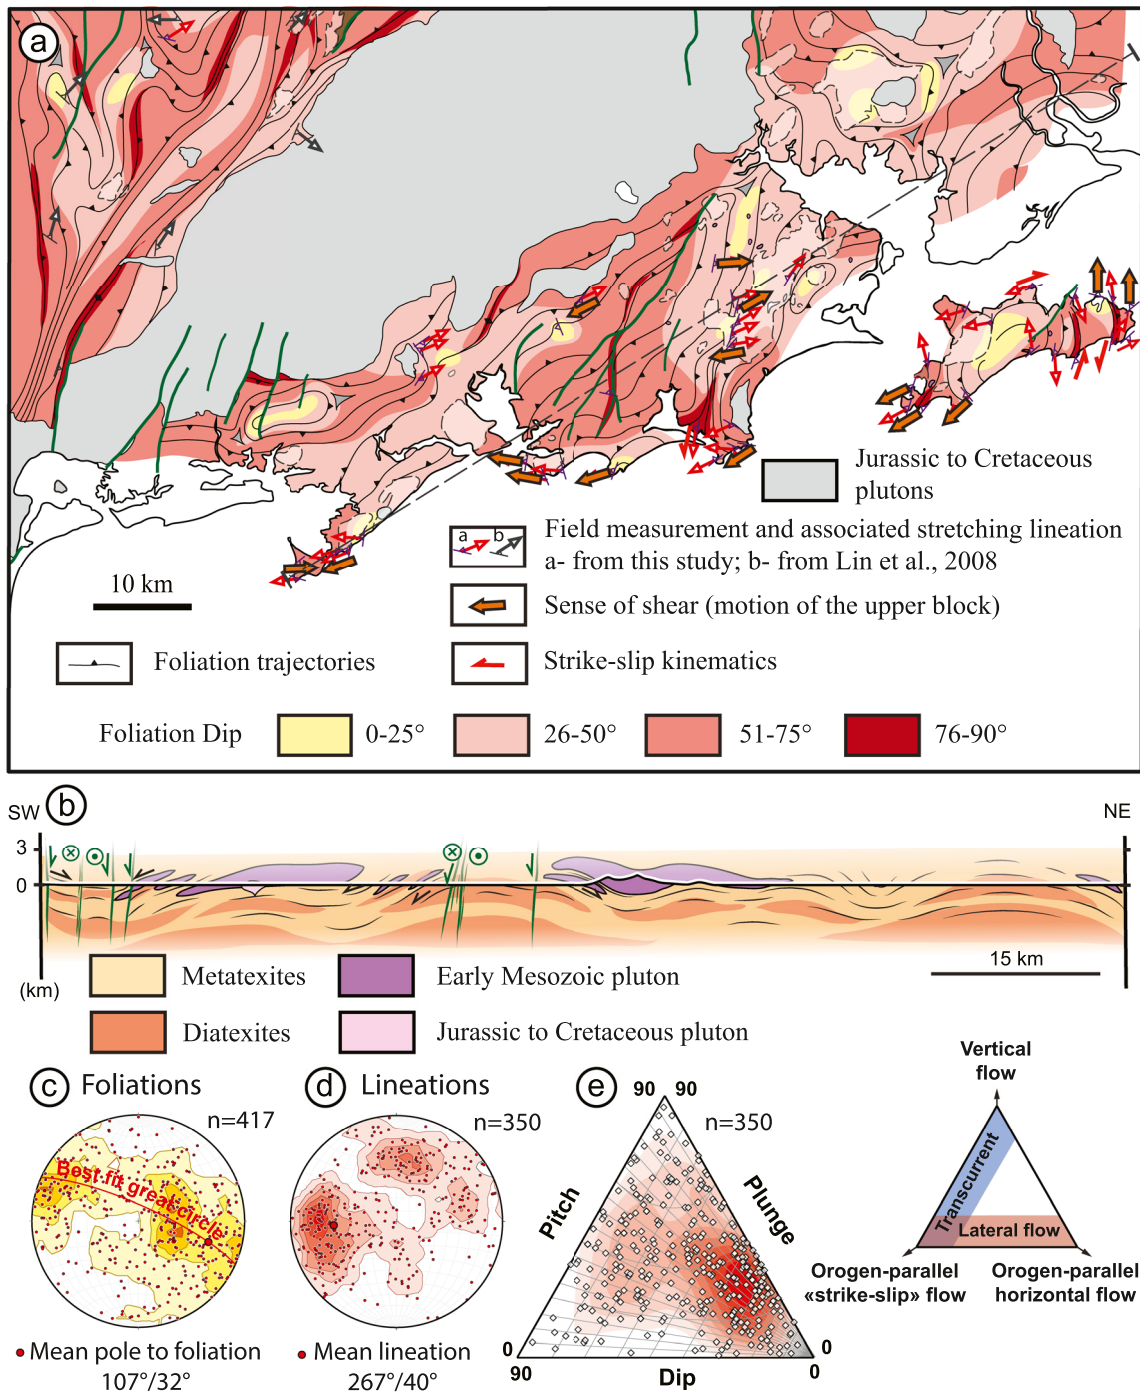 a
Jurassic to Cretaceous
plutons
a b
Field measurement and associated stretching lineation
a- from this study; b- from Lin et al., 2008
10 km
Sense of shear (motion of the upper block)
Foliation trajectories
Strike-slip kinematics
Foliation Dip
0-25°
26-50°
51-75°
76-90°
b
SW
NE
3
0
(km)
15 km
Metatexites
Early Mesozoic pluton
Diatexites
Jurassic to Cretaceous pluton
c
Foliations
n=417
Best fit great circle
Mean pole to foliation
107°/32°
d
Lineations
n=350
Mean lineation
267°/40°
e
90 90
n=350
Pitch
Plunge
0
0
90
Dip
0
Vertical
flow
Transcurrent
Lateral flow
Orogen-parallel
«strike-slip» flow
Orogen-parallel
horizontal flow